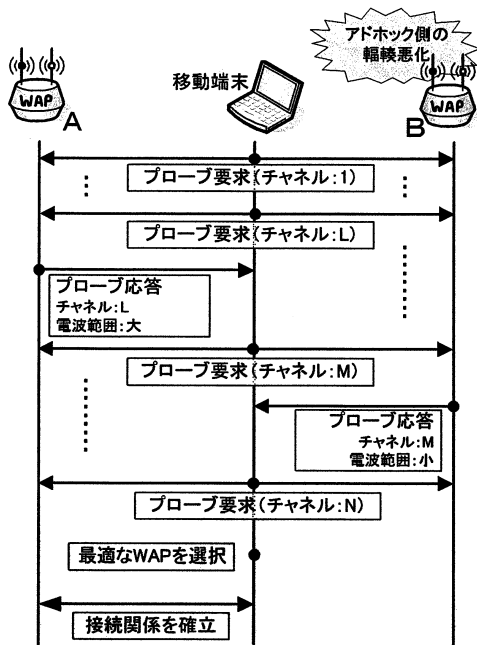 アドホック側の
輻輳悪化
移動端末
WAP
A
WAP
B
プローブ要求(チャネル:1)
プローブ要求(チャネル:L)
プローブ応答
チャネル:L
電波範囲:大
プローブ要求(チャネル:M)
プローブ応答
チャネル:M
電波範囲:小
プローブ要求(チャネル:N)
最適なWAPを選択
接続関係を確立